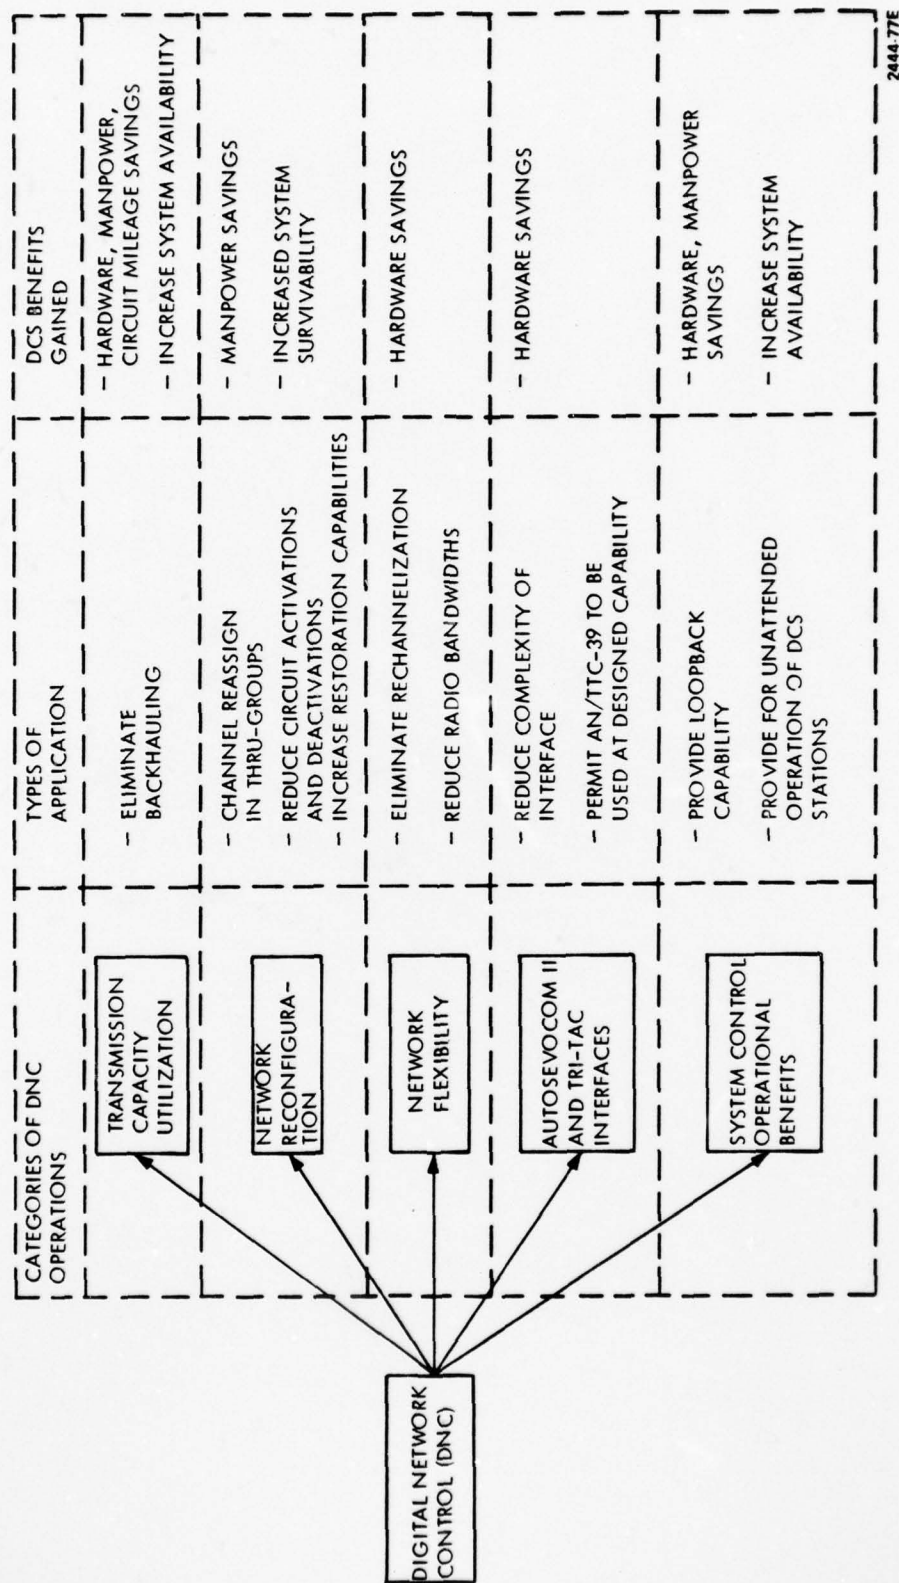 CATEGORIES OF DNC
OPERATIONS
TYPES OF
APPLICATION
DCS BENEFITS
GAINED
TRANSMISSION
CAPACITY
UTILIZATION
- ELIMINATE
BACKHAULING
- HARDWARE, MANPOWER,
CIRCUIT MILEAGE SAVINGS
- INCREASE SYSTEM AVAILABILITY
NETWORK
RECONFIGURA-
TION
- CHANNEL REASSIGN
IN THRU-GROUPS
- REDUCE CIRCUIT ACTIVATIONS
AND DEACTIVATIONS
- INCREASE RESTORATION CAPABILITIES
- MANPOWER SAVINGS
- INCREASED SYSTEM
SURVIVABILITY
DIGITAL NETWORK
CONTROL (DNC)
NETWORK
FLEXIBILITY
- ELIMINATE RECHANNELIZATION
- REDUCE RADIO BANDWIDTHS
- HARDWARE SAVINGS
AUTOSEVOCOM II
AND TRI-TAC
INTERFACES
- REDUCE COMPLEXITY OF
INTERFACE
- PERMIT AN/TTC-39 TO BE
USED AT DESIGNED CAPABILITY
- HARDWARE SAVINGS
SYSTEM CONTROL
OPERATIONAL
BENEFITS
- PROVIDE LOOPBACK
CAPABILITY
- PROVIDE FOR UNATTENDED
OPERATION OF DCS
STATIONS
- HARDWARE, MANPOWER
SAVINGS
- INCREASE SYSTEM
AVAILABILITY
2444-77E